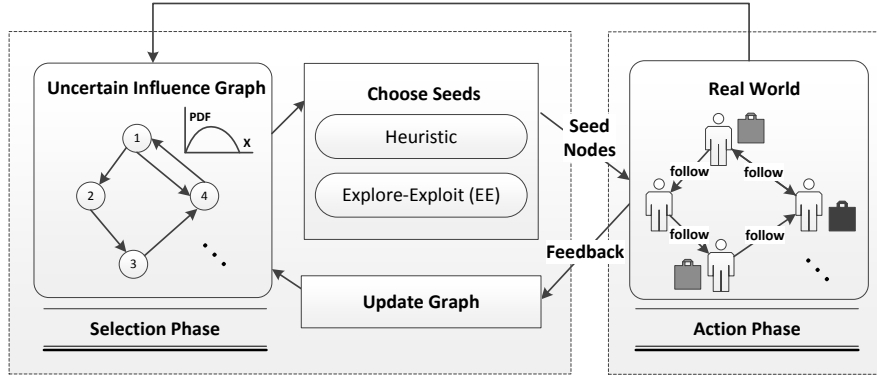 Uncertain Influence Graph
PDF
X
1
2
4
3
Selection Phase
Choose Seeds
Heuristic
Explore-Exploit (EE)
Update Graph
Seed
Nodes
Feedback
Real World
follow
follow
follow
follow
Action Phase